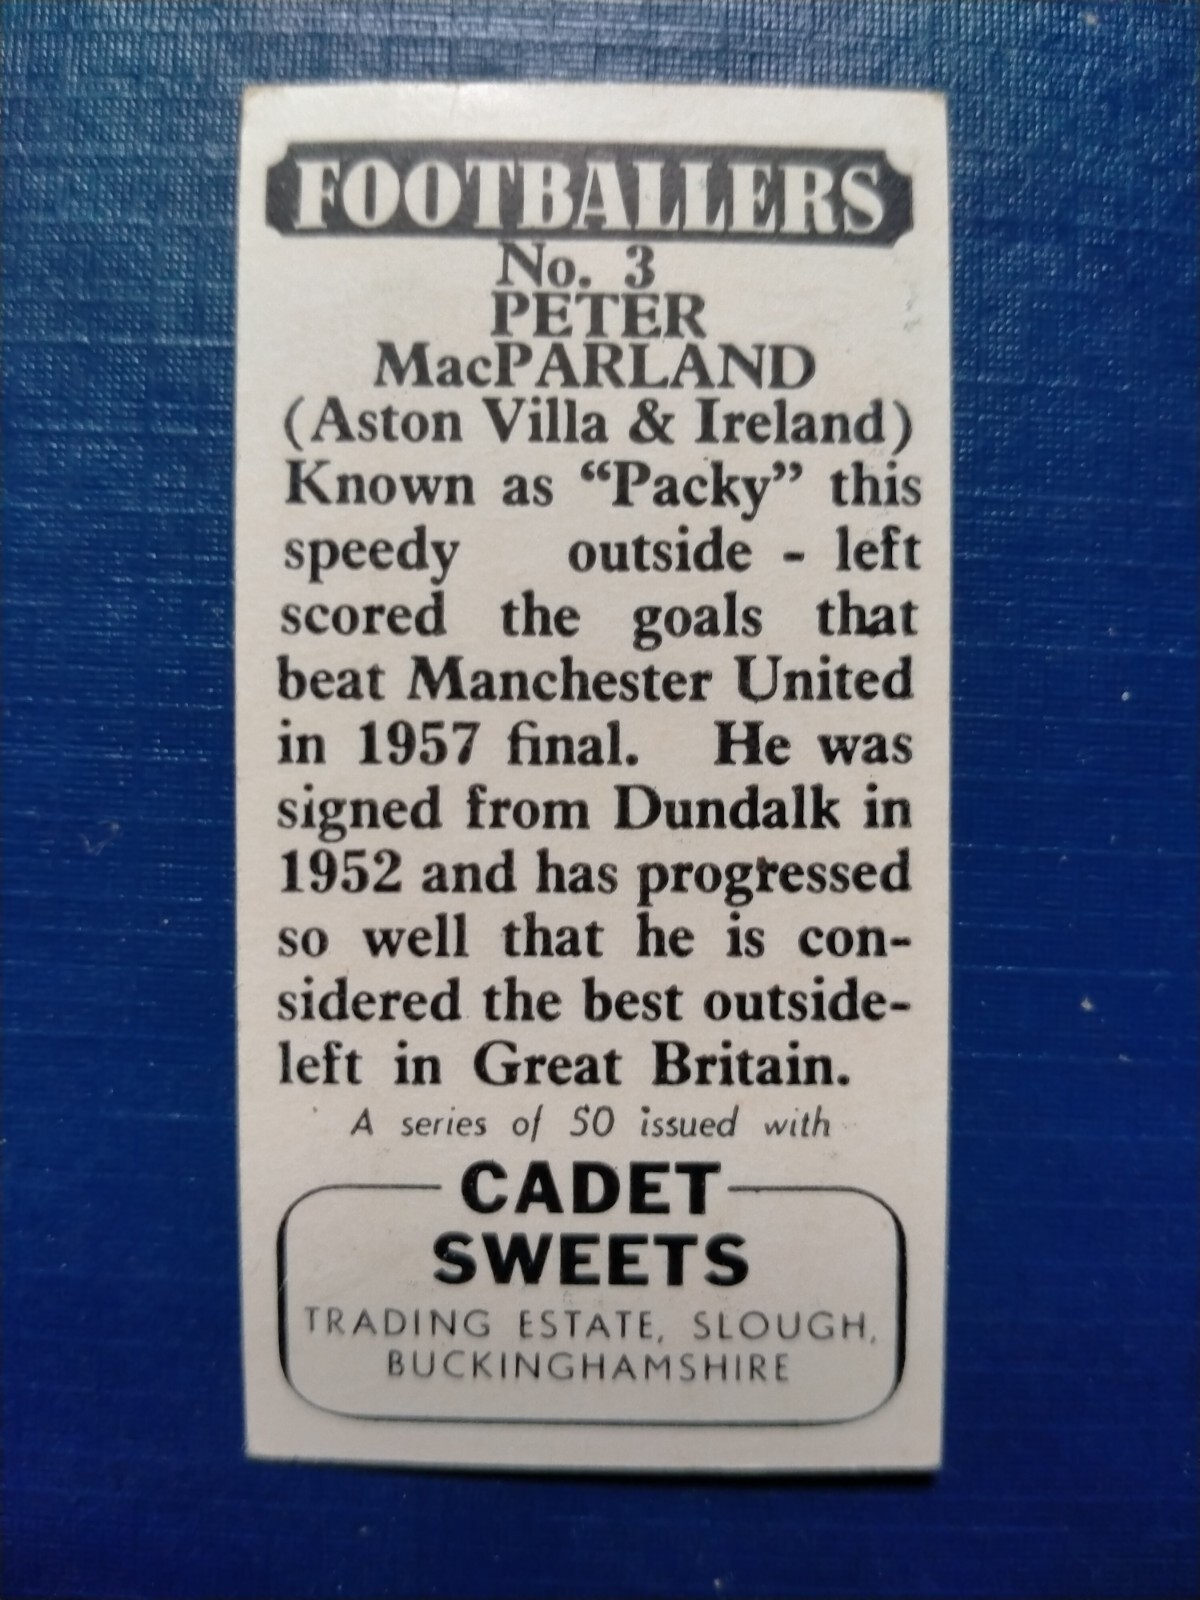 FOOTBALLERS
No. 3
PETER
MacPARLAND
(Aston Villa & Ireland)
Known as “Packy” this
speedy outside - left
scored the goals that
beat Manchester United
in 1957 final. He was
signed from Dundalk in
1952 and has progressed
so well that he is con-
sidered the best outside-
left in Great Britain.
A series of 50 issued with
CADET
SWEETS
TRADING ESTATE, SLOUGH,
BUCKINGHAMSHIRE